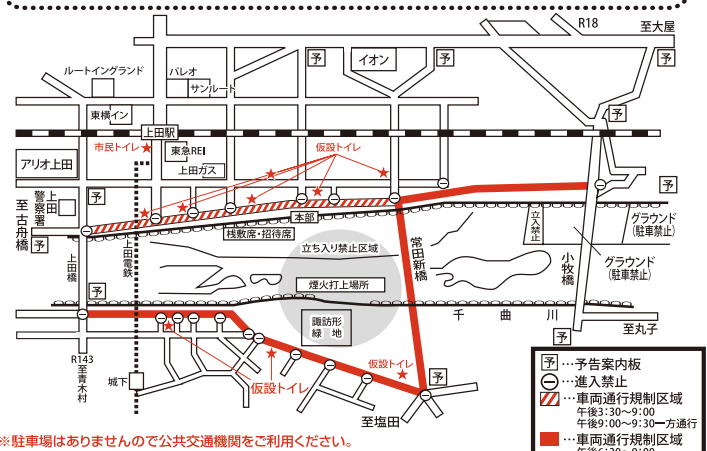 R18
至大屋
予
イオン
予
予
ルートイングランド
パレオ
サンルート
東横イン
予
上田駅
市民トイレ★
東急REI
仮設トイレ
アリオ上田
上田ガス
予
予
上田警察署
至古舟橋
本部
予
桟敷席・招待席
立入禁止
グラウンド
(駐車禁止)
上田橋
上田電鉄
立ち入り禁止区域
常田新橋
小牧橋
グラウンド
(駐車禁止)
煙火打上場所
予
千曲川
諏訪形
緑地
至丸子
予
R143
至青木村
城下
仮設トイレ
仮設トイレ
予
至塩田
予…予告案内板
⊖…進入禁止
…車両通行規制区域
午後3:30〜9:00
午後9:00〜9:30一方通行
…車両通行規制区域
午後6:30〜9:00
※駐車場はありませんので公共交通機関をご利用ください。